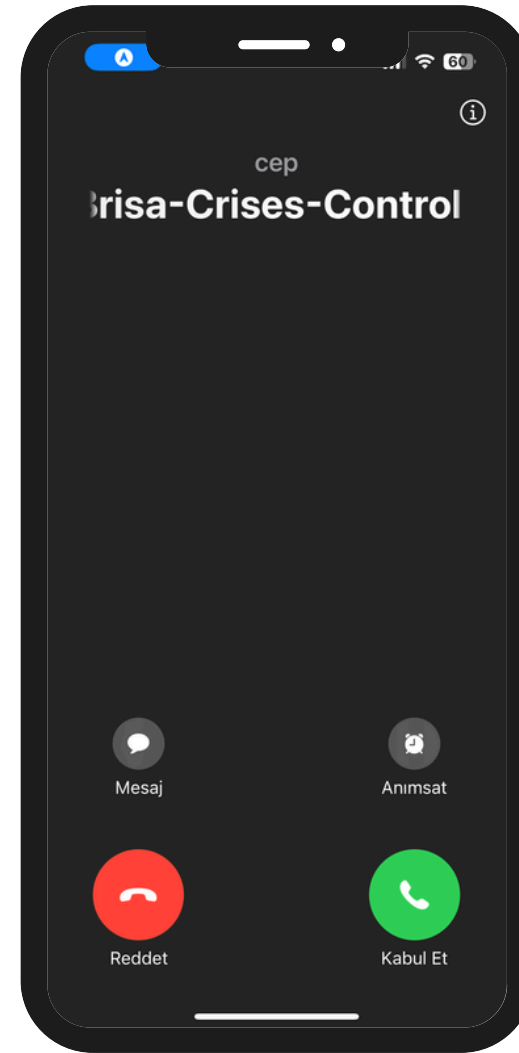 60
cep
risa-Crises-Control
Mesaj
Anımsat
Reddet
Kabul Et